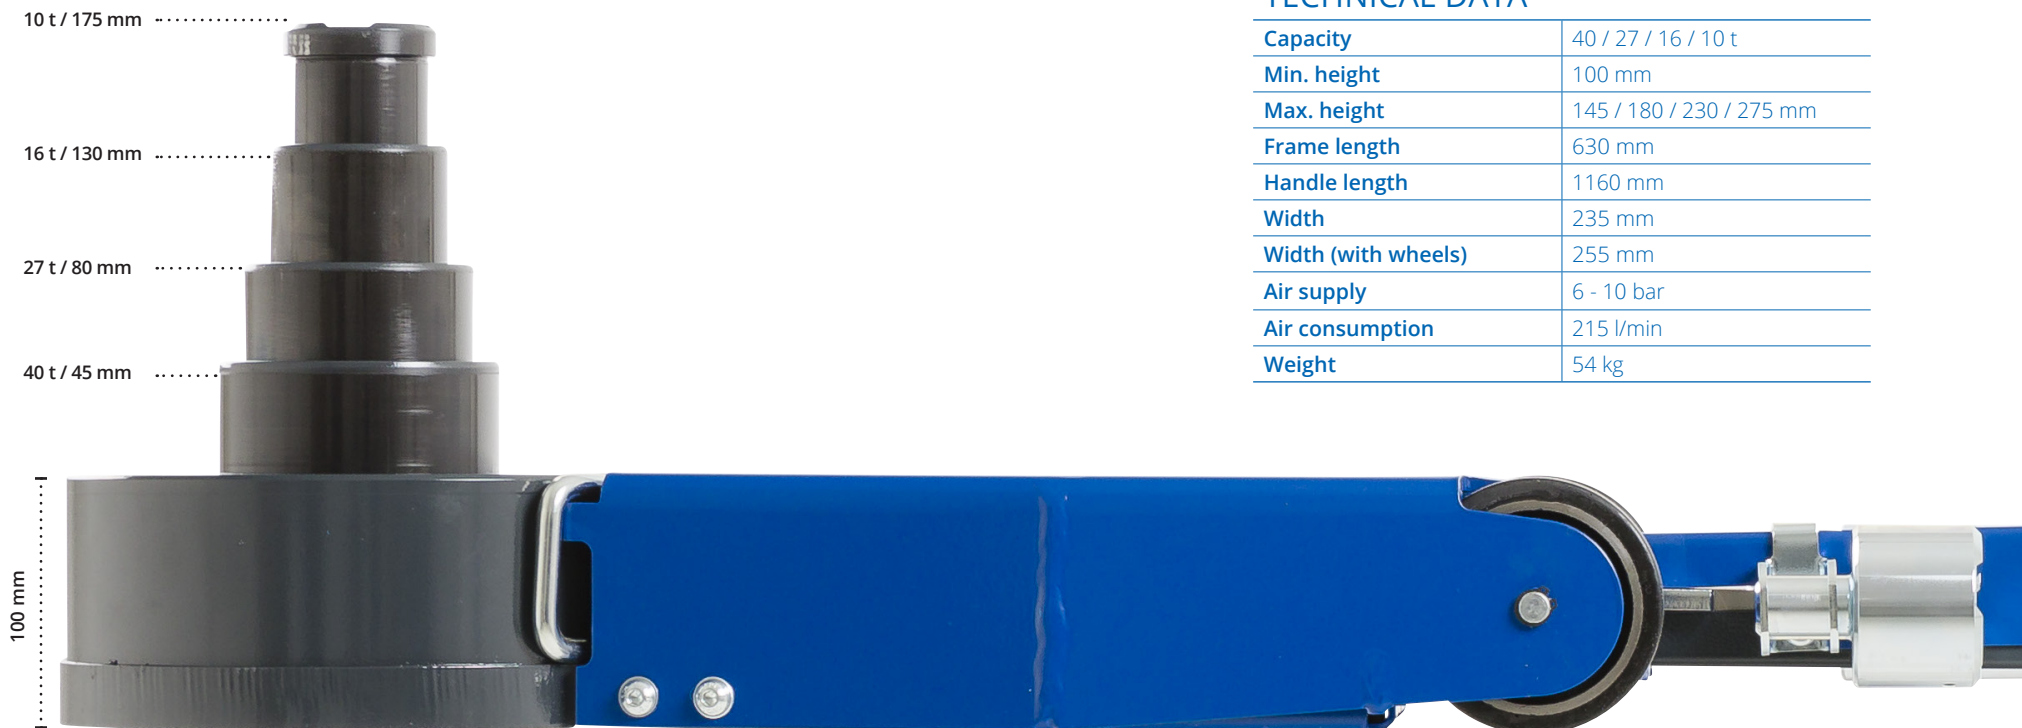 10 t / 175 mm
16 t / 130 mm
27 t / 80 mm
40 t / 45 mm
100 mm
TECHNICAL DATA
Capacity 40 / 27 / 16 / 10 t
Min. height 100 mm
Max. height 145 / 180 / 230 / 275 mm
Frame length 630 mm
Handle length 1160 mm
Width 235 mm
Width (with wheels) 255 mm
Air supply 6 - 10 bar
Air consumption 215 l/min
Weight 54 kg